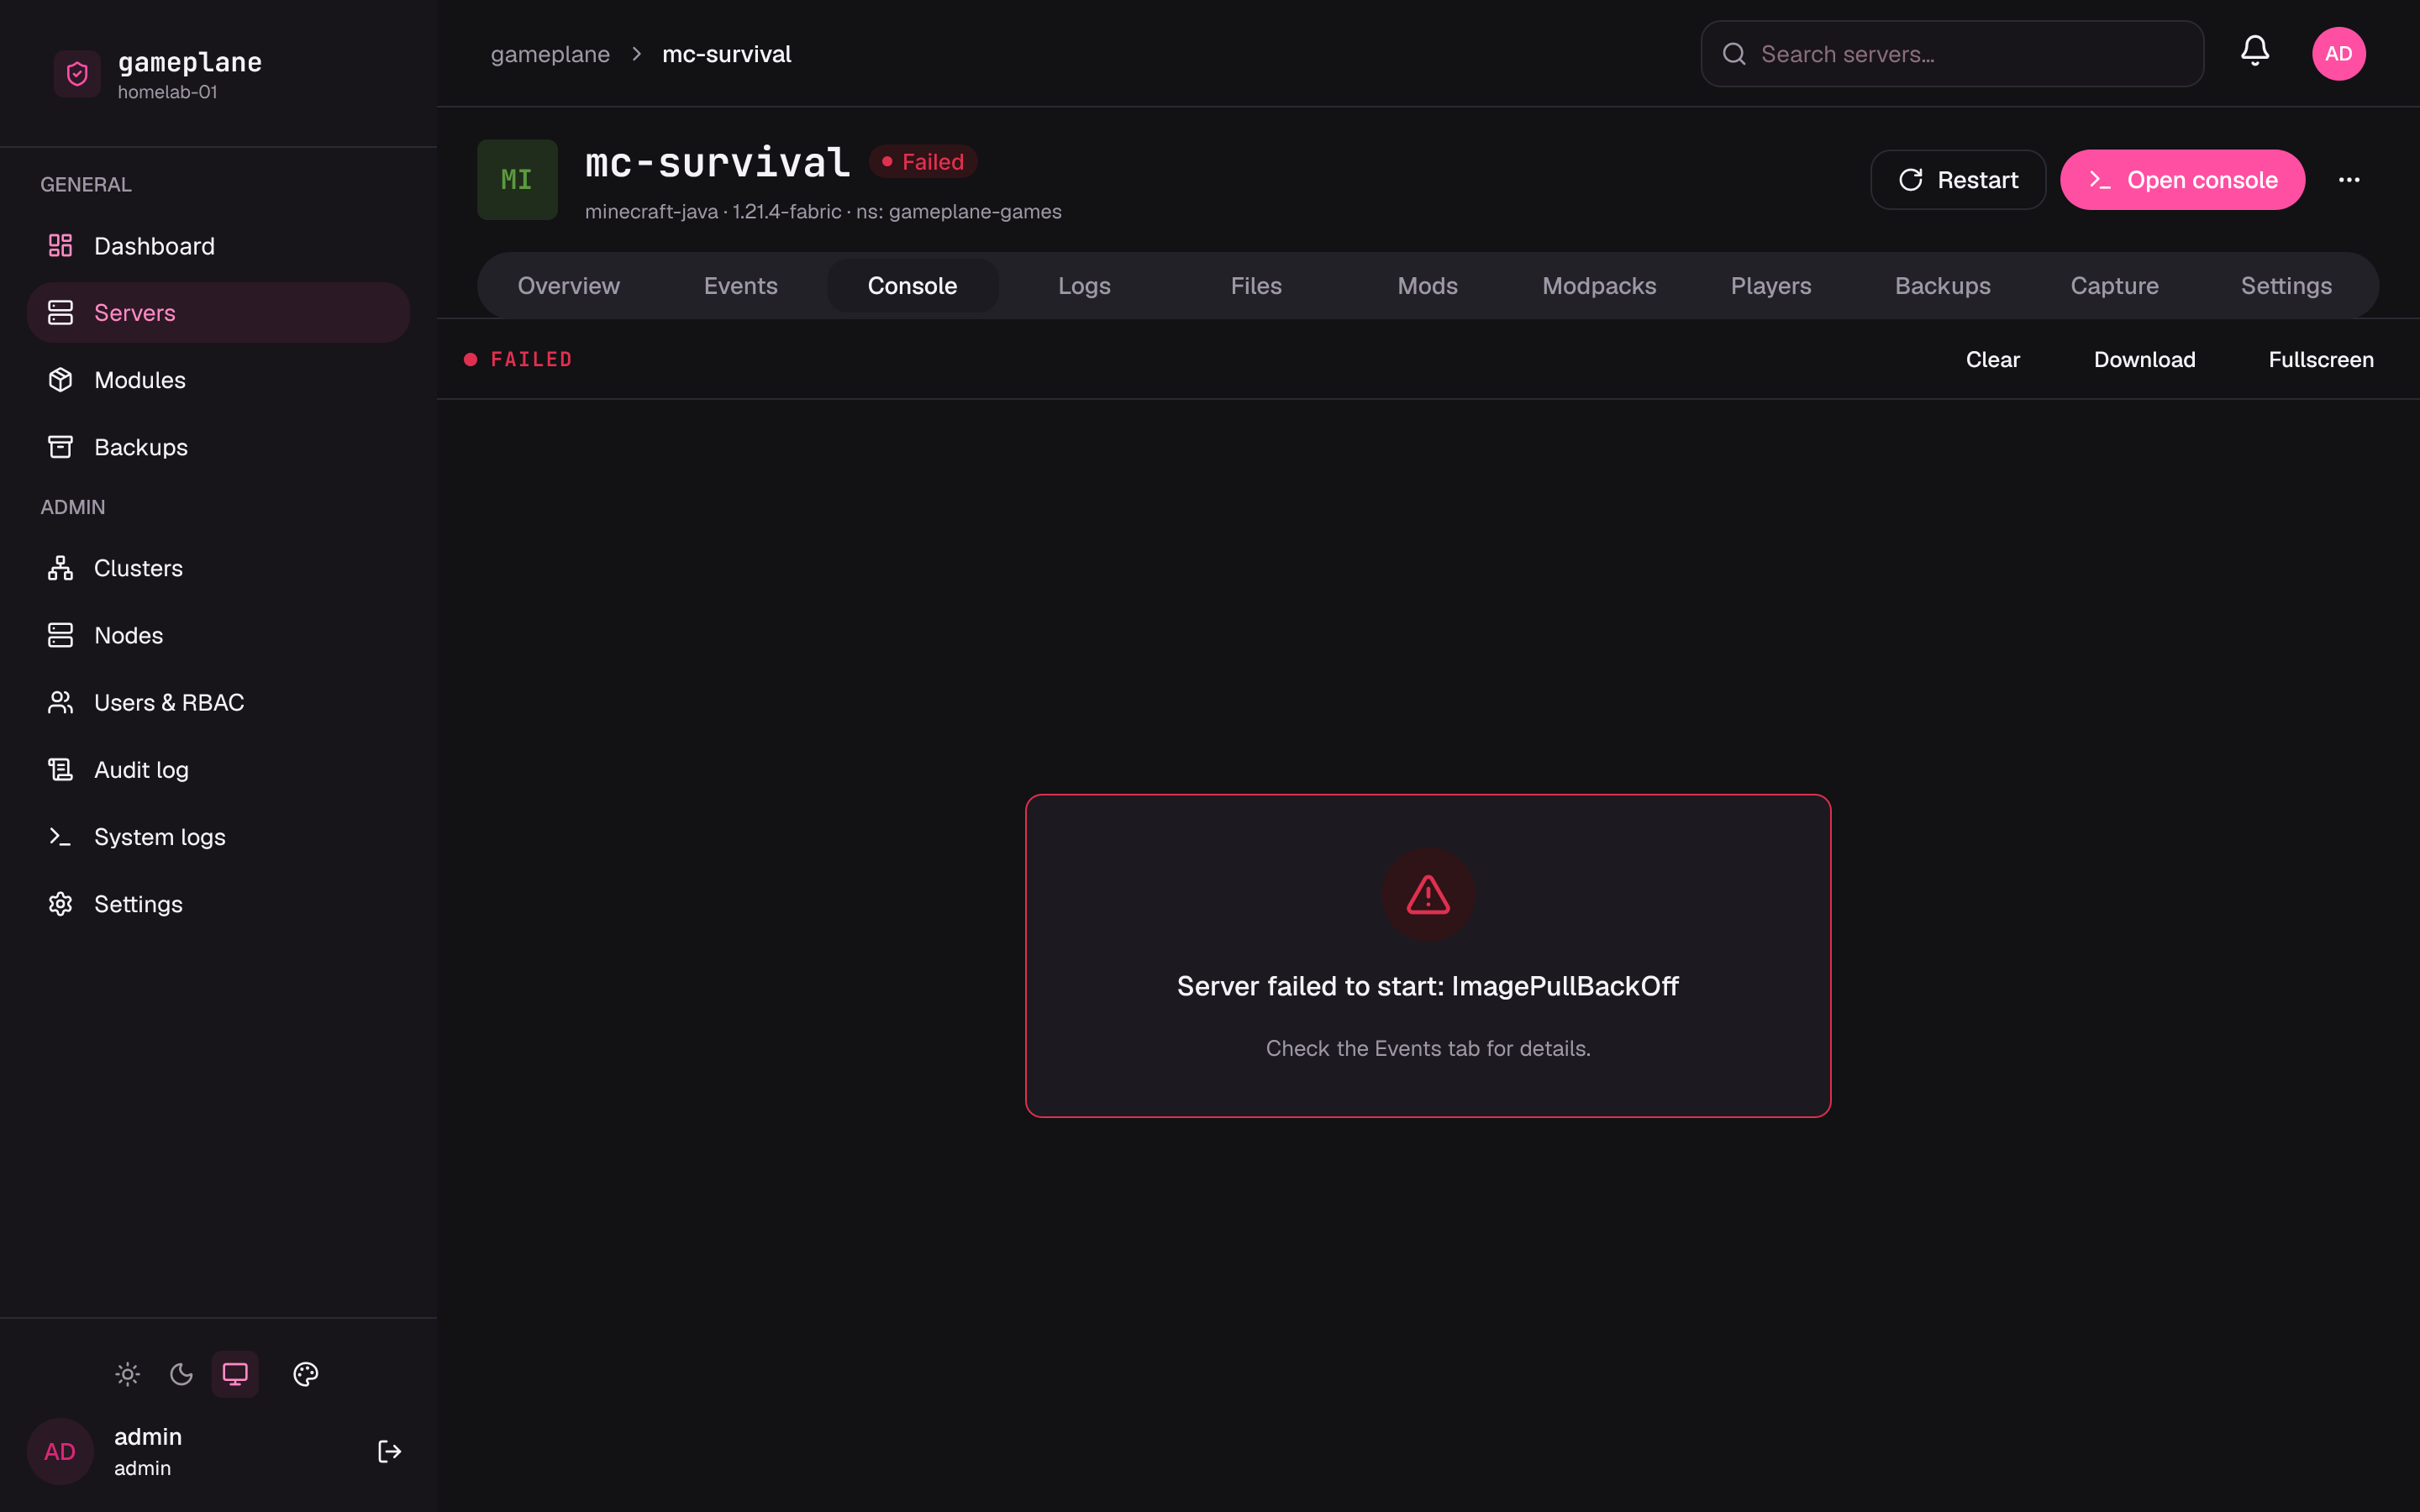 gameplane
homelab-01
GENERAL
Dashboard
Servers
Modules
Backups
ADMIN
Clusters
Nodes
Users & RBAC
Audit log
System logs
Settings
AD
admin
admin
gameplane > mc-survival
Search servers...
AD
MI
mc-survival
Failed
minecraft-java · 1.21.4-fabric · ns: gameplane-games
Restart
Open console
Overview Events Console Logs Files Mods Modpacks Players Backups Capture Settings
FAILED
Clear Download Fullscreen
Server failed to start: ImagePullBackOff
Check the Events tab for details.